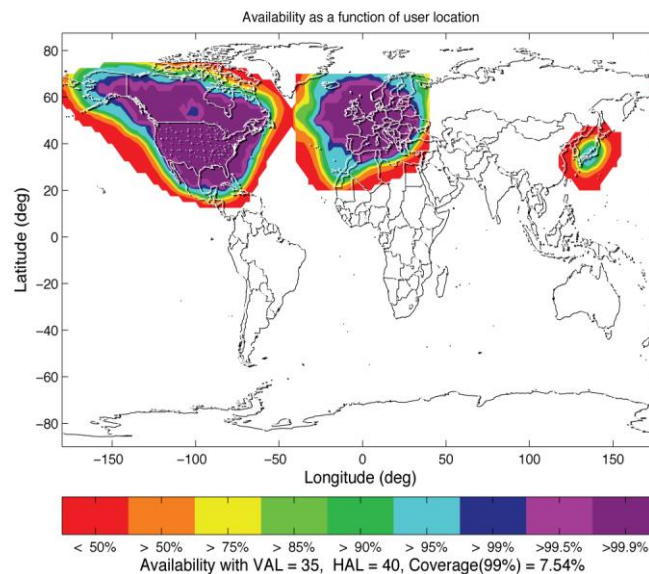 Availability as a function of user location
80
60
40
20
0
−20
−40
−60
−80
Latitude (deg)
−150 −100 −50 0 50 100 150
Longitude (deg)
< 50% > 50% > 75% > 85% > 90% > 95% > 99% >99.5% >99.9%
Availability with VAL = 35, HAL = 40, Coverage(99%) = 7.54%